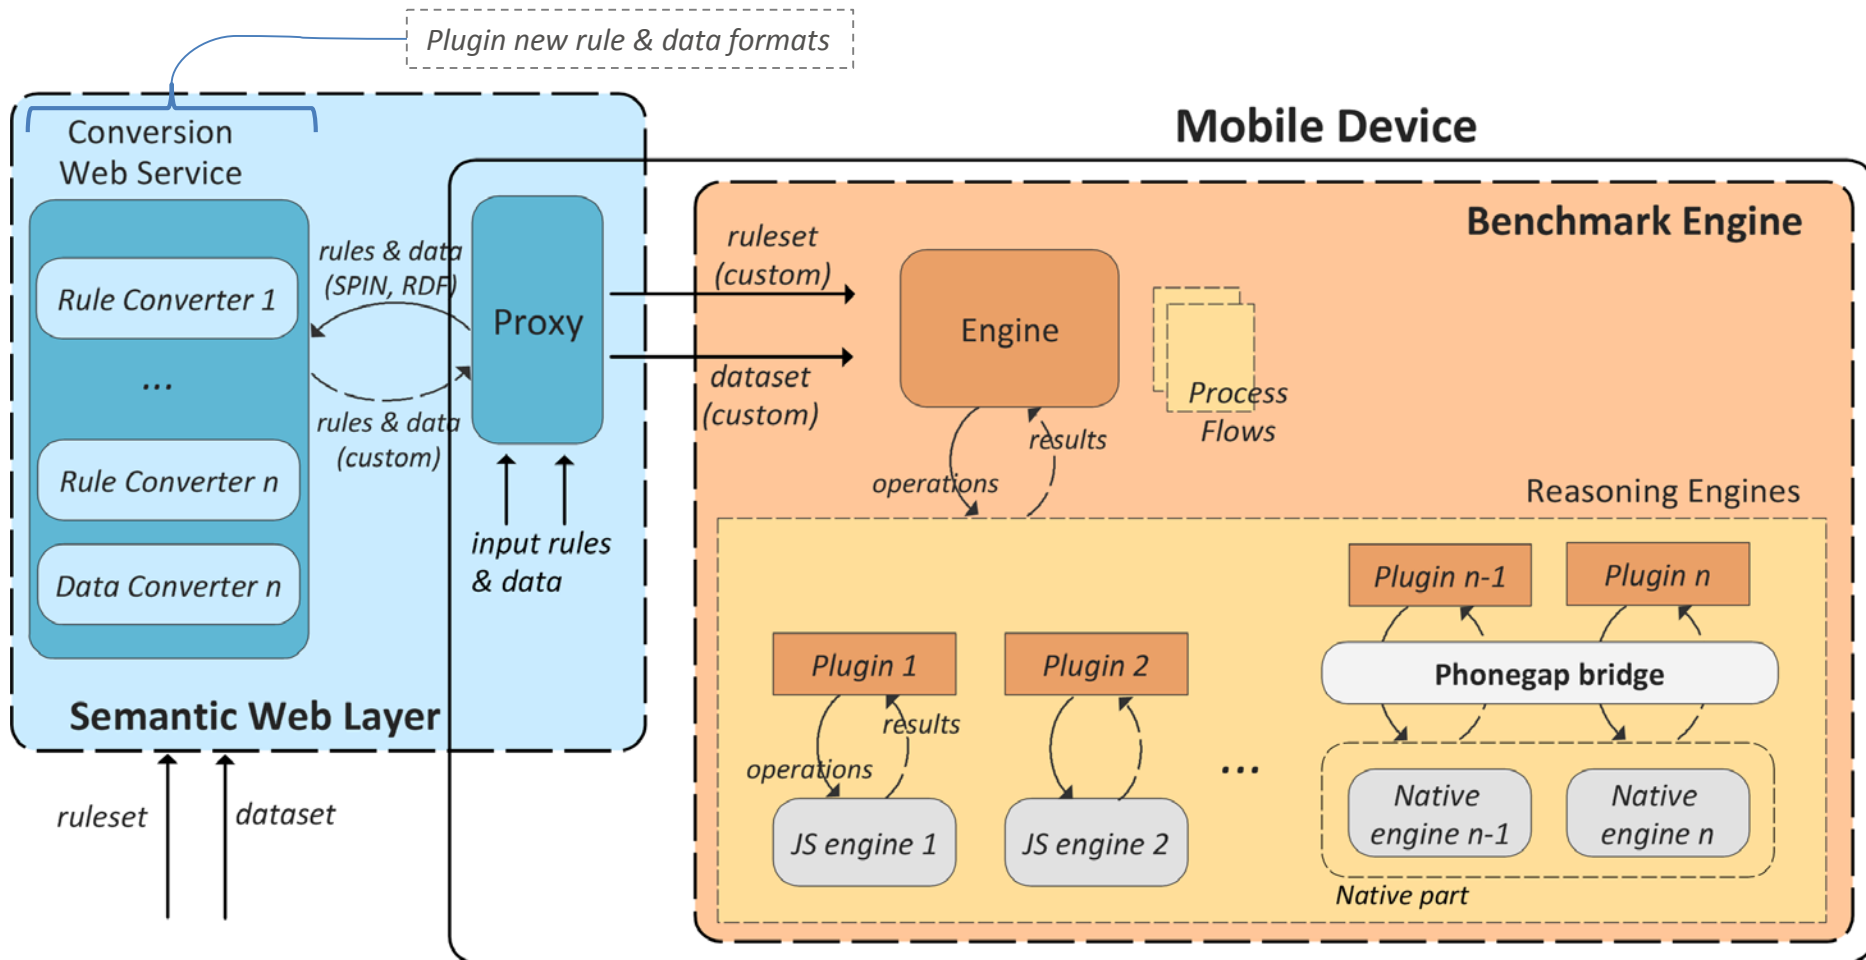 Plugin new rule & data formats
Conversion
Web Service
Rule Converter 1
...
Rule Converter n
Data Converter n
rules & data
(SPIN, RDF)
rules & data
(custom)
Proxy
input rules
& data
Semantic Web Layer
ruleset
dataset
Mobile Device
Benchmark Engine
ruleset
(custom)
dataset
(custom)
Engine
Process
Flows
results
operations
Reasoning Engines
Plugin 1
results
operations
JS engine 1
Plugin 2
JS engine 2
...
Plugin n-1
Plugin n
Phonegap bridge
Native
engine n-1
Native
engine n
Native part